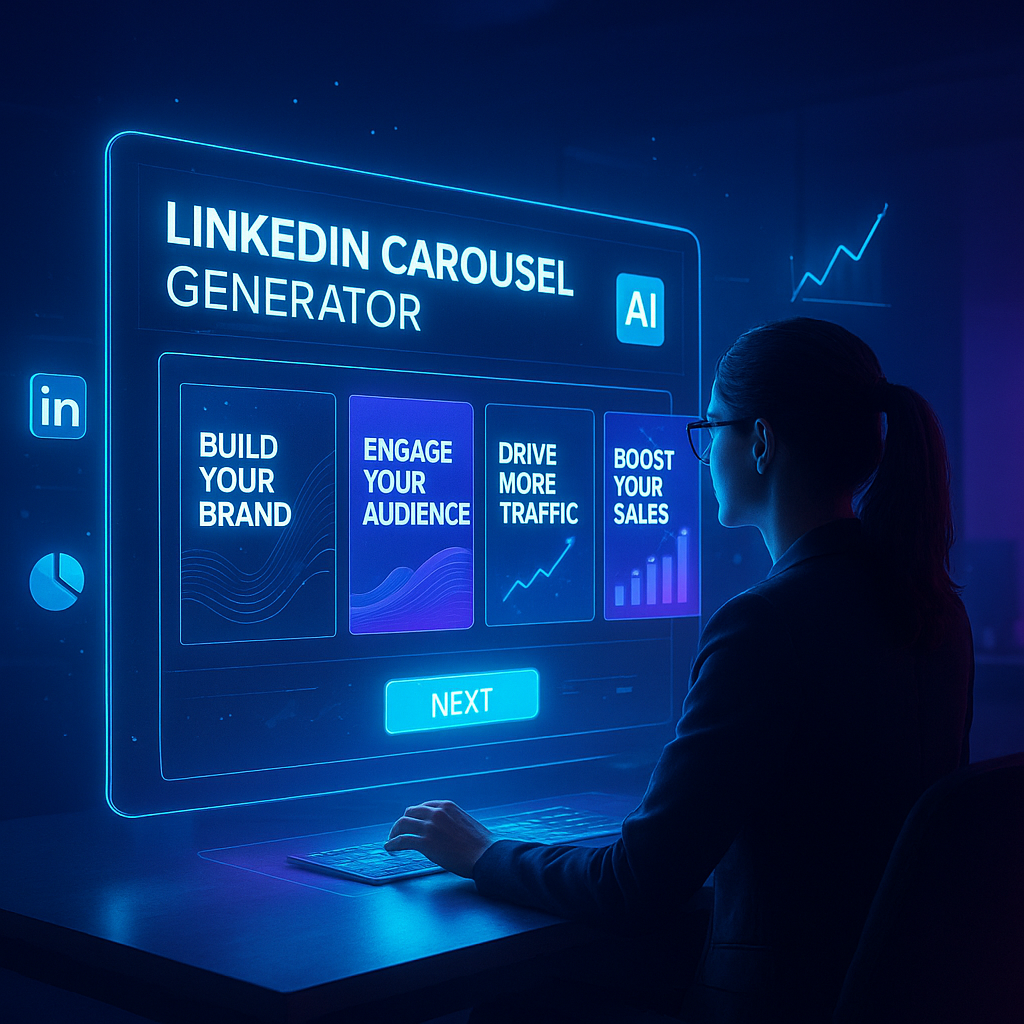 LINKEDIN CAROUSEL
GENERATOR
AI
in
BUILD
YOUR
BRAND
ENGAGE
YOUR
AUDIENCE
DRIVE
MORE
TRAFFIC
BOOST
YOUR
SALES
NEXT